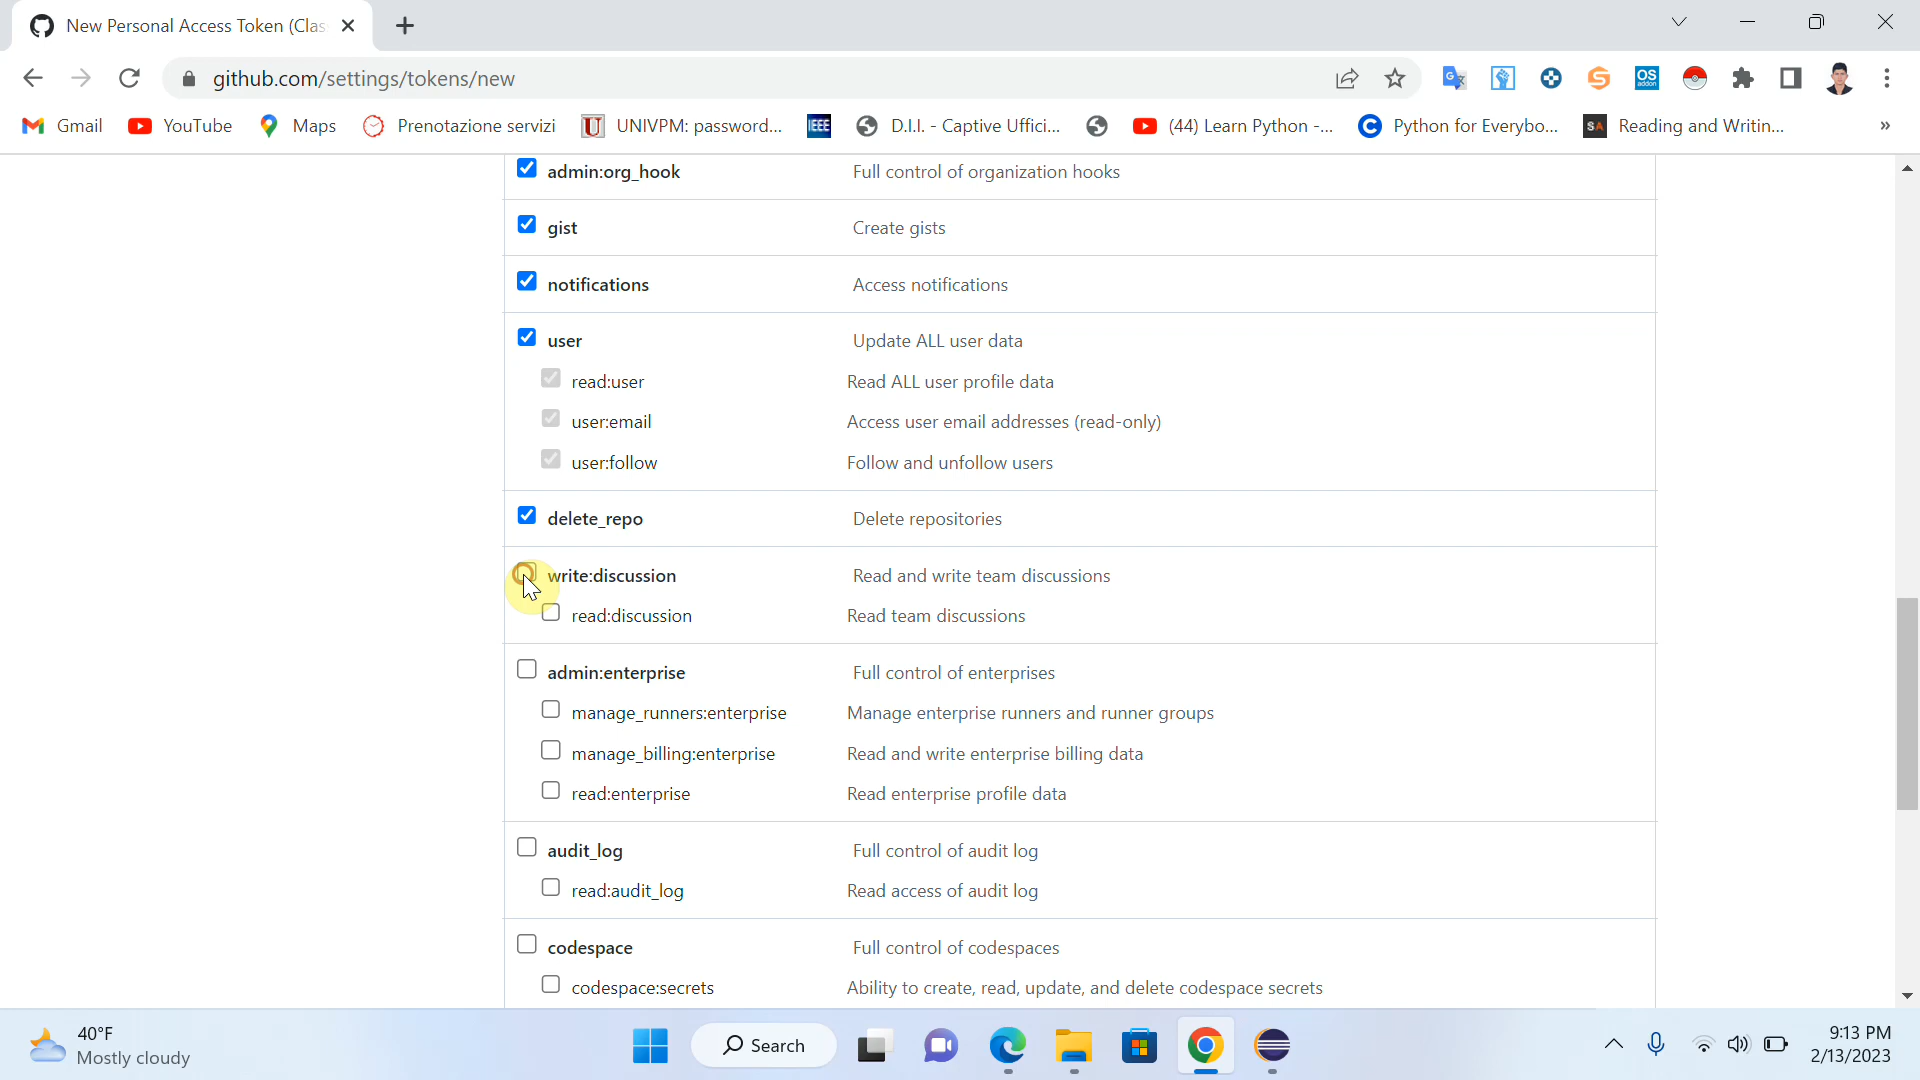 New Personal Access Token (Clas
github.com/settings/tokens/new
OS addon
Gmail
YouTube
Maps
Prenotazione servizi
U UNIVPM: password...
IEEE
D.I.I. - Captive Uffici...
(44) Learn Python -...
C Python for Everybo...
SA Reading and Writin...
»
admin:org_hook Full control of organization hooks
gist Create gists
notifications Access notifications
user Update ALL user data
read:user Read ALL user profile data
user:email Access user email addresses (read-only)
user:follow Follow and unfollow users
delete_repo Delete repositories
write:discussion Read and write team discussions
read:discussion Read team discussions
admin:enterprise Full control of enterprises
manage_runners:enterprise Manage enterprise runners and runner groups
manage_billing:enterprise Read and write enterprise billing data
read:enterprise Read enterprise profile data
audit_log Full control of audit log
read:audit_log Read access of audit log
codespace Full control of codespaces
codespace:secrets Ability to create, read, update, and delete codespace secrets
40°F
Mostly cloudy
Search
9:13 PM
2/13/2023